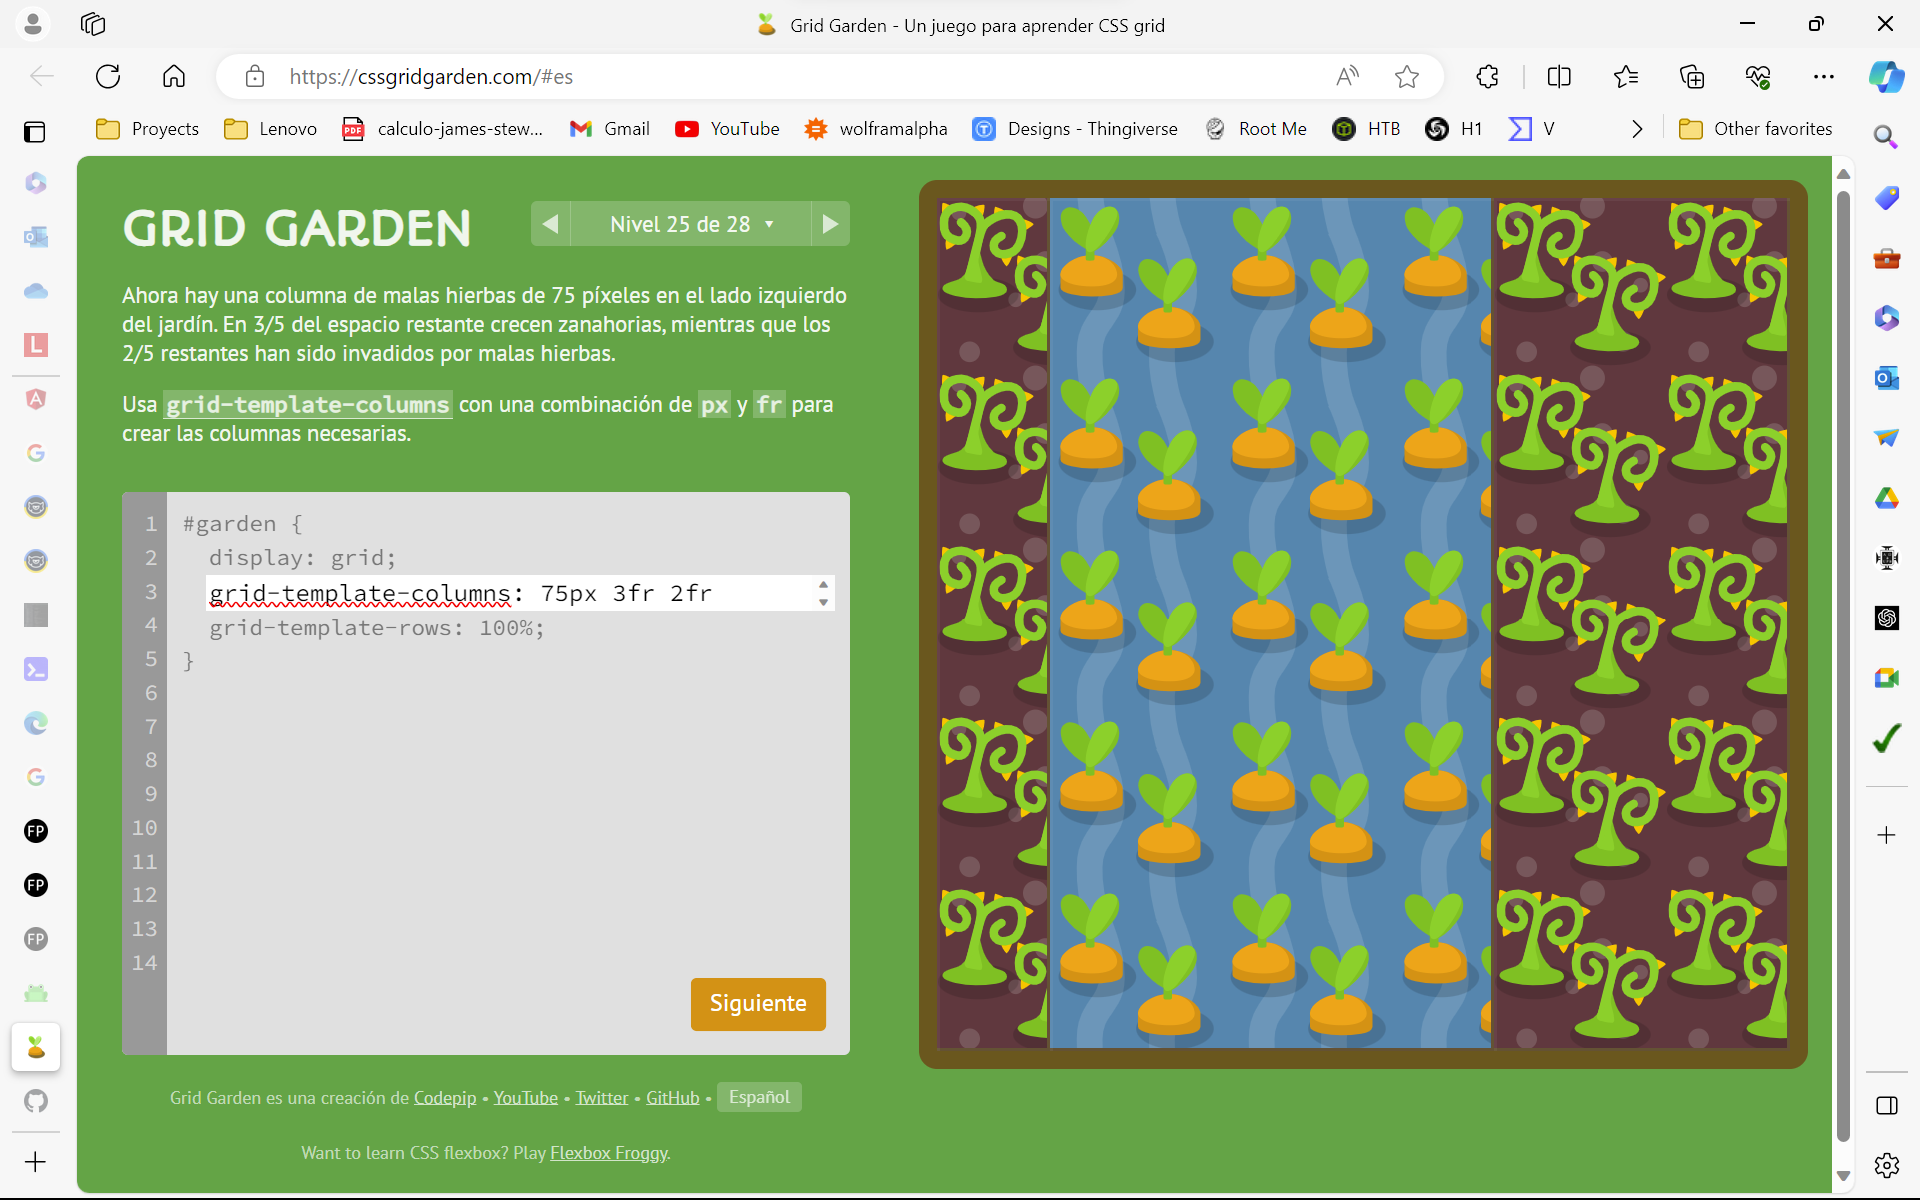 Grid Garden - Un juego para aprender CSS grid
https://cssgridgarden.com/#es
Proyects
Lenovo
PDF
calculo-james-stew...
Gmail
YouTube
wolframalpha
Designs - Thingiverse
Root Me
HTB
H1
V
Other favorites
GRID GARDEN
Nivel 25 de 28
Ahora hay una columna de malas hierbas de 75 píxeles en el lado izquierdo
del jardín. En 3/5 del espacio restante crecen zanahorias, mientras que los
2/5 restantes han sido invadidos por malas hierbas.
Usa grid-template-columns con una combinación de px y fr para
crear las columnas necesarias.
1 #garden {
2 display: grid;
3 grid-template-columns: 75px 3fr 2fr
4 grid-template-rows: 100%;
5 }
6
7
8
9
10
11
12
13
14
Siguiente
Grid Garden es una creación de Codepip • YouTube • Twitter • GitHub • Español
Want to learn CSS flexbox? Play Flexbox Froggy.
L
FP
FP
FP